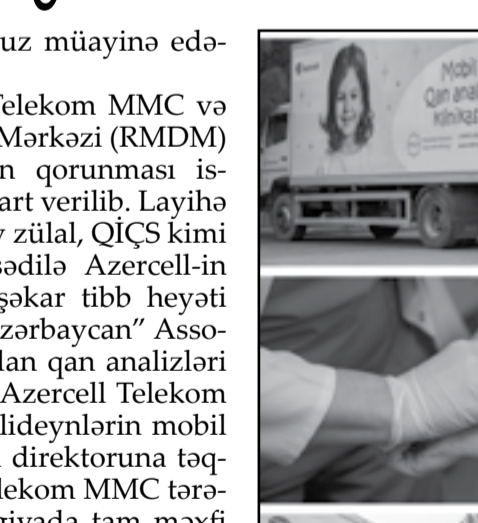 uz müayinə edə-
Telekom MMC və
Mərkəzi (RMDM)
n qorunması is-
art verilib. Layihə
zülal, QİÇS kimi
sədilə Azercell-in
şəkar tibb heyəti
zərbaycan” Asso-
lan qan analizləri
Azercell Telekom
lideynlərin mobil
direktoruna təq-
lekom MMC tərə-
tam məxfi
Mobil
Qan